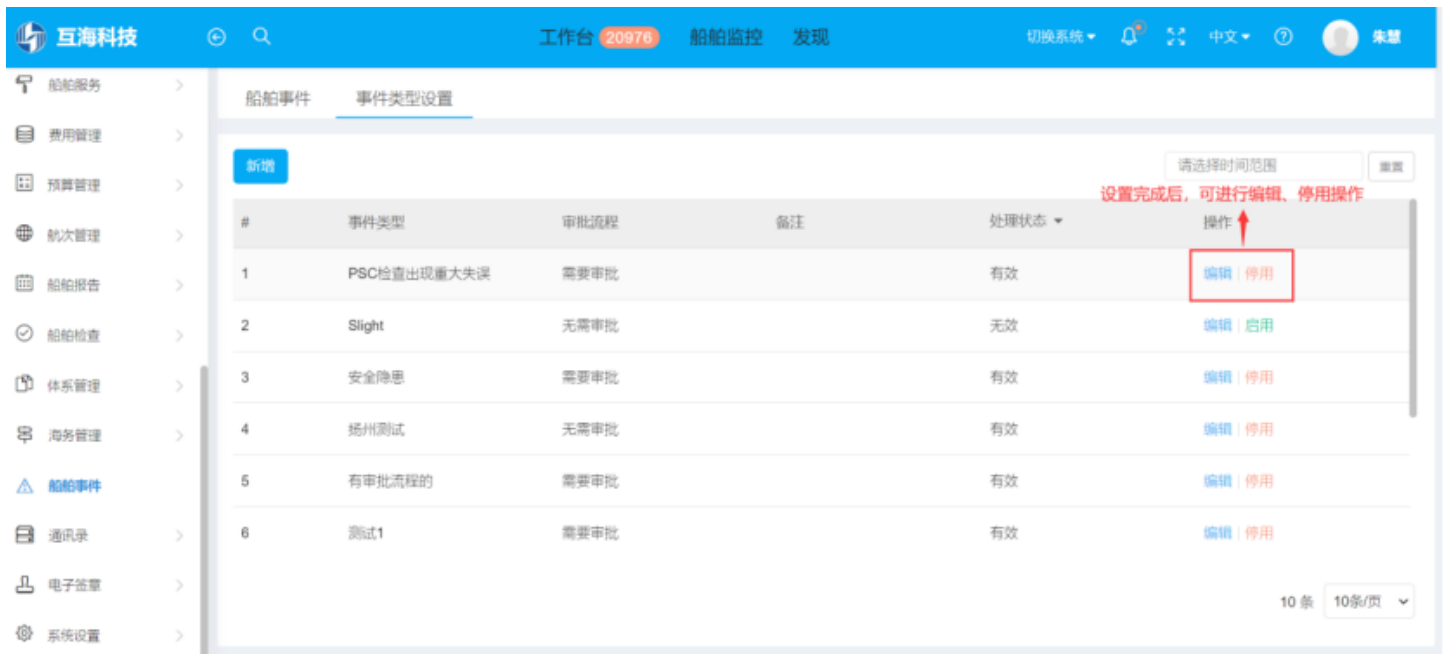 互海科技 工作台 20976 船舶监控 发现 切换系统 中文 朱慧
船舶服务
费用管理
预算管理
航次管理
船舶报告
船舶检查
体系管理
海务管理
船舶事件
通讯录
电子签章
系统设置
船舶事件 事件类型设置
新增 请选择时间范围 重置
设置完成后，可进行编辑、停用操作
# 事件类型 审批流程 备注 处理状态 操作
1 PSC检查出现重大失误 需要审批 有效 编辑 停用
2 Slight 无需审批 无效 编辑 启用
3 安全隐患 需要审批 有效 编辑 停用
4 扬州测试 无需审批 有效 编辑 停用
5 有审批流程的 需要审批 有效 编辑 停用
6 测试1 需要审批 有效 编辑 停用
10 条 10条/页